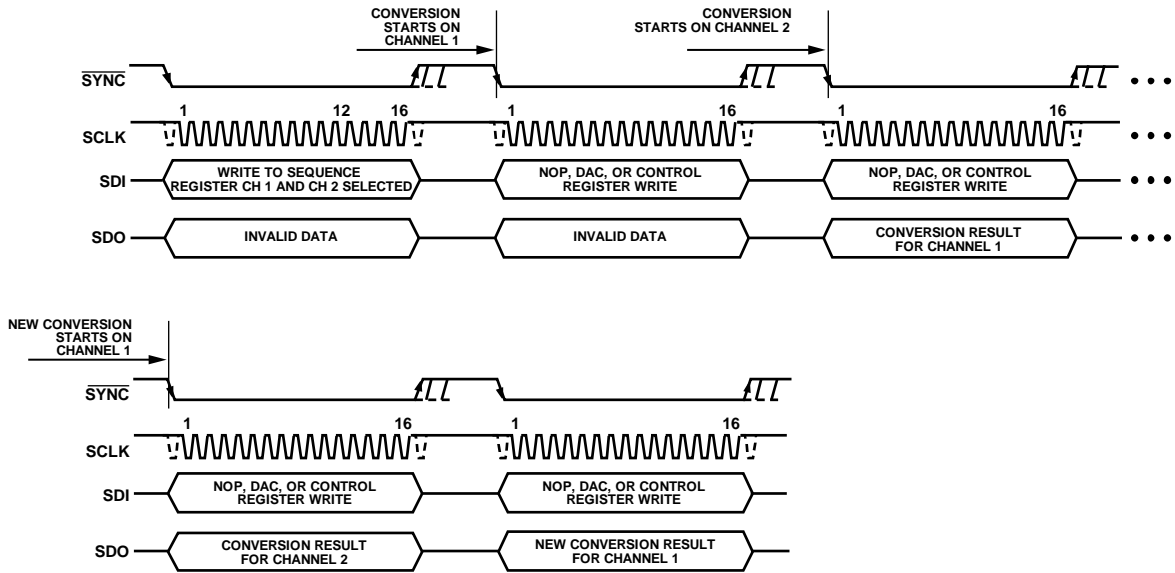 CONVERSION
STARTS ON
CHANNEL 1
CONVERSION
STARTS ON CHANNEL 2
SYNC
1 12 16 1 16 1 16
SCLK
SDI
WRITE TO SEQUENCE
REGISTER CH 1 AND CH 2 SELECTED
NOP, DAC, OR CONTROL
REGISTER WRITE
NOP, DAC, OR CONTROL
REGISTER WRITE
SDO
INVALID DATA
INVALID DATA
CONVERSION RESULT
FOR CHANNEL 1
NEW CONVERSION
STARTS ON
CHANNEL 1
SYNC
1 16 1 16
SCLK
SDI
NOP, DAC, OR CONTROL
REGISTER WRITE
NOP, DAC, OR CONTROL
REGISTER WRITE
SDO
CONVERSION RESULT
FOR CHANNEL 2
NEW CONVERSION RESULT
FOR CHANNEL 1